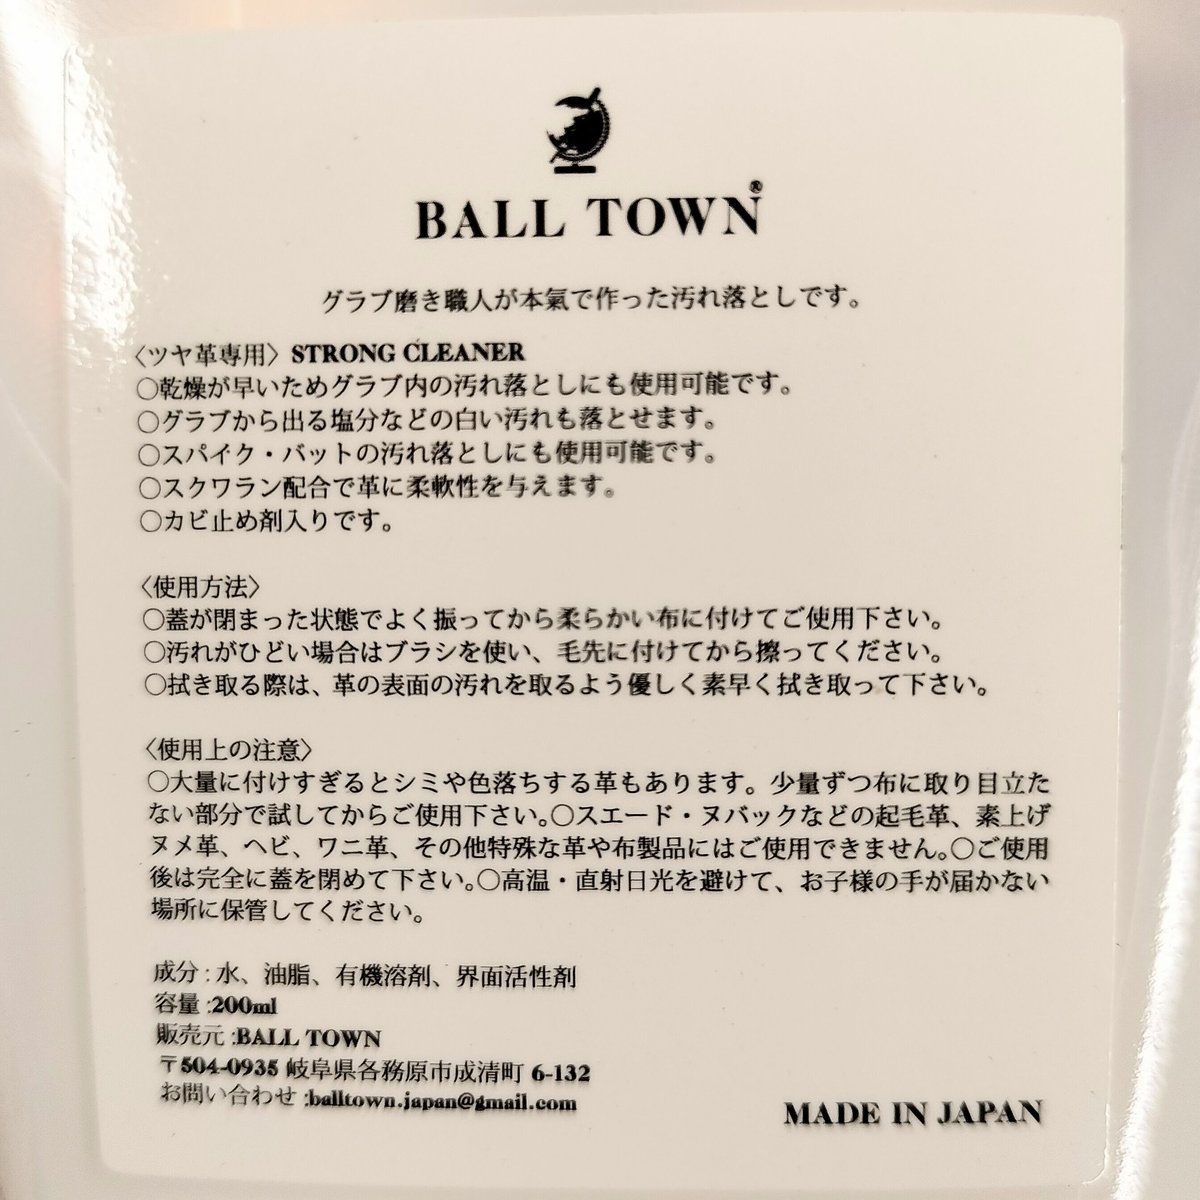 BALL TOWN®
グラブ磨き職人が本氣で作った汚れ落としです。
〈ツヤ革専用〉STRONG CLEANER
○乾燥が早いためグラブ内の汚れ落としにも使用可能です。
○グラブから出る塩分などの白い汚れも落とせます。
○スパイク・バットの汚れ落としにも使用可能です。
○スクワラン配合で革に柔軟性を与えます。
○カビ止め剤入りです。
〈使用方法〉
○蓋が閉まった状態でよく振ってから柔らかい布に付けてご使用下さい。
○汚れがひどい場合はブラシを使い、毛先に付けてから擦ってください。
○拭き取る際は、革の表面の汚れを取るよう優しく素早く拭き取って下さい。
〈使用上の注意〉
○大量に付けすぎるとシミや色落ちする革もあります。少量ずつ布に取り目立た
ない部分で試してからご使用下さい。○スエード・ヌバックなどの起毛革、素上げ
ヌメ革、ヘビ、ワニ革、その他特殊な革や布製品にはご使用できません。○ご使用
後は完全に蓋を閉めて下さい。○高温・直射日光を避けて、お子様の手が届かない
場所に保管してください。
成分:水、油脂、有機溶剤、界面活性剤
容量:200ml
販売元:BALL TOWN
〒504-0935 岐阜県各務原市成清町 6-132
お問い合わせ:balltown.japan@gmail.com
MADE IN JAPAN